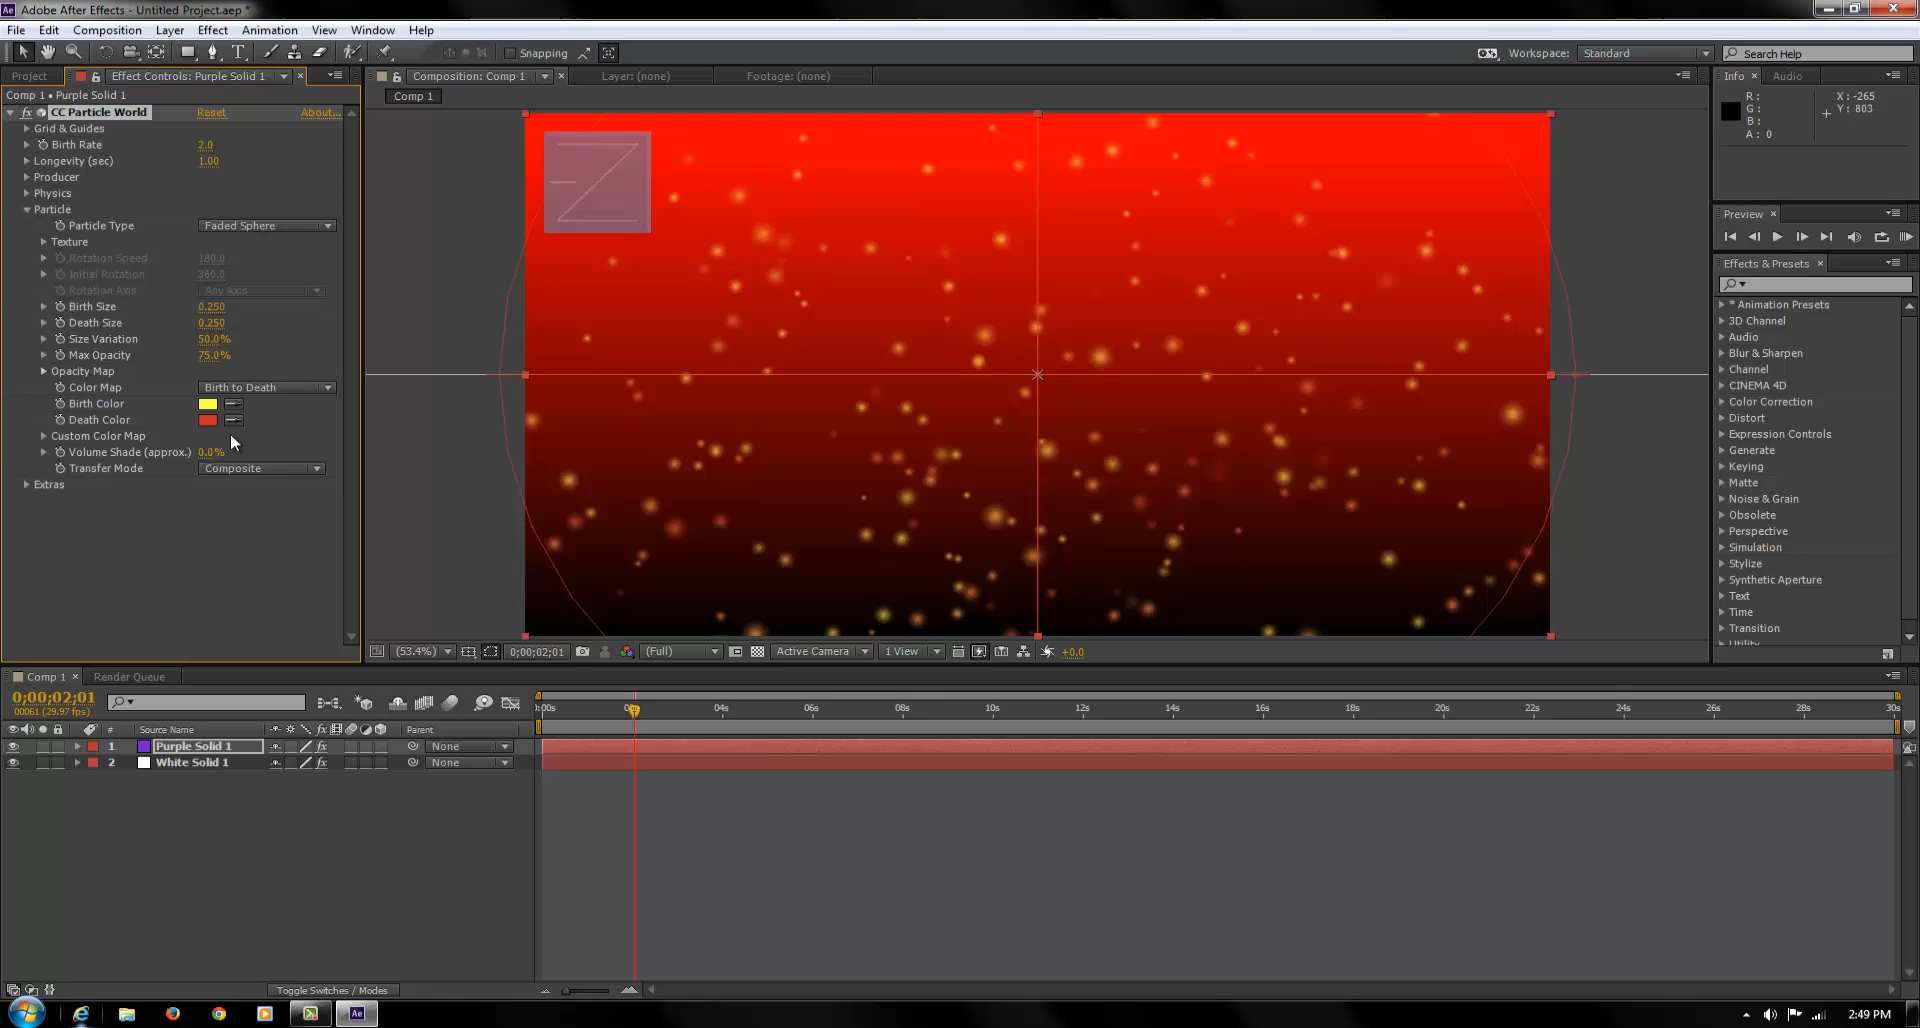 Adobe After Effects - Untitled Project.aep *
File Edit Composition Layer Effect Animation View Window Help
Snapping
Workspace: Standard
Search Help
Project
Effect Controls: Purple Solid 1
Composition: Comp 1
Layer: (none)
Footage: (none)
Info
Audio
Comp 1 • Purple Solid 1
Comp 1
fx CC Particle World Reset About...
Grid & Guides
Birth Rate 2.0
Longevity (sec) 1.00
Producer
Physics
Particle
Particle Type Faded Sphere
Texture
Rotation Speed 180.0
Initial Rotation 360.0
Rotation Axis Any Axis
Birth Size 0.250
Death Size 0.250
Size Variation 50.0%
Max Opacity 75.0%
Opacity Map
Color Map Birth to Death
Birth Color
Death Color
Custom Color Map
Volume Shade (approx.) 0.0%
Transfer Mode Composite
Extras
R:
G:
B:
A: 0
X: -265
Y: 803
Preview
Effects & Presets
* Animation Presets
3D Channel
Audio
Blur & Sharpen
Channel
CINEMA 4D
Color Correction
Distort
Expression Controls
Generate
Keying
Matte
Noise & Grain
Obsolete
Perspective
Simulation
Stylize
Synthetic Aperture
Text
Time
Transition
Utility
(53.4%) 0;00;02;01 (Full) Active Camera 1 View +0.0
Comp 1
Render Queue
0;00;02;01
00061 (29.97 fps)
04s 06s 08s 10s 12s 14s 16s 18s 20s 22s 24s 26s 28s 30s
# Source Name fx Parent
1 Purple Solid 1 fx None
2 White Solid 1 fx None
Toggle Switches / Modes
Ae
2:49 PM